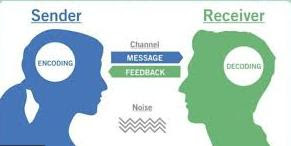 Sender
Receiver
Channel
ENCODING
MESSAGE
DECODING
FEEDBACK
Noise